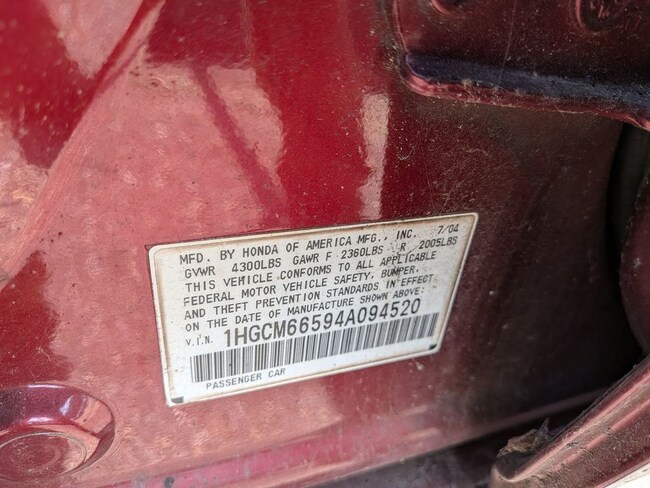 MFD. BY HONDA OF AMERICA MFG., INC. 7/04
GVWR 4300LBS GAWR F 2360LBS R 2005LBS
THIS VEHICLE CONFORMS TO ALL APPLICABLE
FEDERAL MOTOR VEHICLE SAFETY, BUMPER,
AND THEFT PREVENTION STANDARDS IN EFFECT
ON THE DATE OF MANUFACTURE SHOWN ABOVE:
V.I.N. 1HGCM66594A094520
PASSENGER CAR